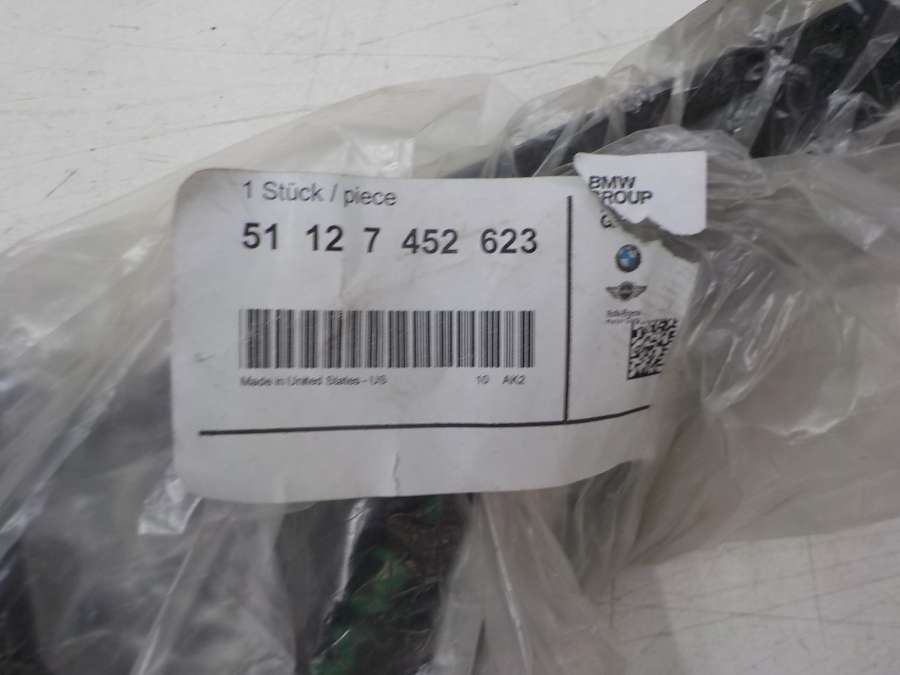 1 Stück / piece
51 12 7 452 623
Made in United States - US 10 AK2
BMW
GROUP